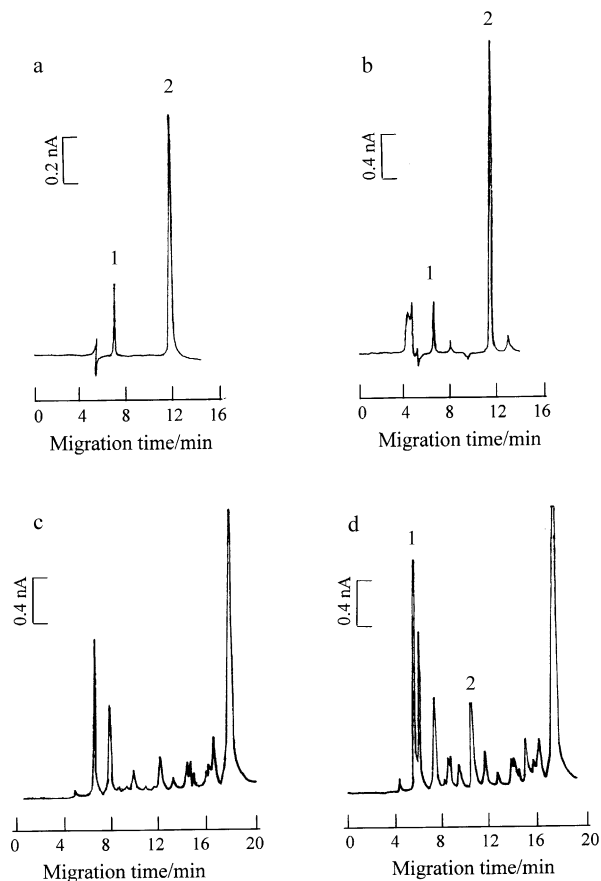 a
2
0.2 nA
1
0 4 8 12 16
Migration time/min
b
2
0.4 nA
1
0 4 8 12 16
Migration time/min
c
0.4 nA
0 4 8 12 16 20
Migration time/min
d
1
0.4 nA
2
0 4 8 12 16 20
Migration time/min